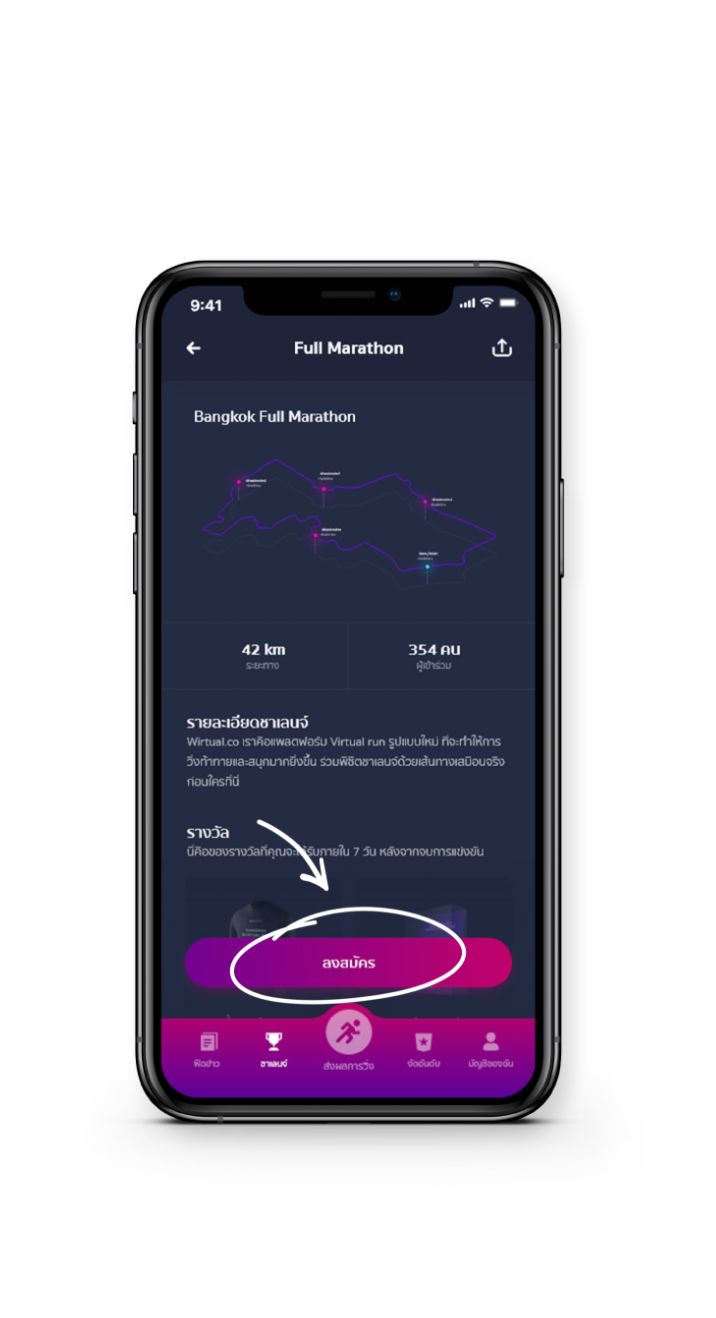 9:41
Full Marathon
Bangkok Full Marathon
42 km
ระยะทาง
354 คน
ผู้เข้าร่วม
รายละเอียดชาเลนจ์
Wirtual.co เราคือแพลตฟอร์ม Virtual run รูปแบบใหม่ ที่จะทำให้การ
วิ่งท้าทายและสนุกมากยิ่งขึ้น ร่วมพิชิตชาเลนจ์ด้วยเส้นทางเสมือนจริง
ก่อนใครที่นี่
รางวัล
นี่คือของรางวัลที่คุณจะได้รับภายใน 7 วัน หลังจากจบการแข่งขัน
ลงสมัคร
ฟีดข่าว
ชาเลนจ์
ส่งผลการวิ่ง
จัดอันดับ
บัญชีของฉัน